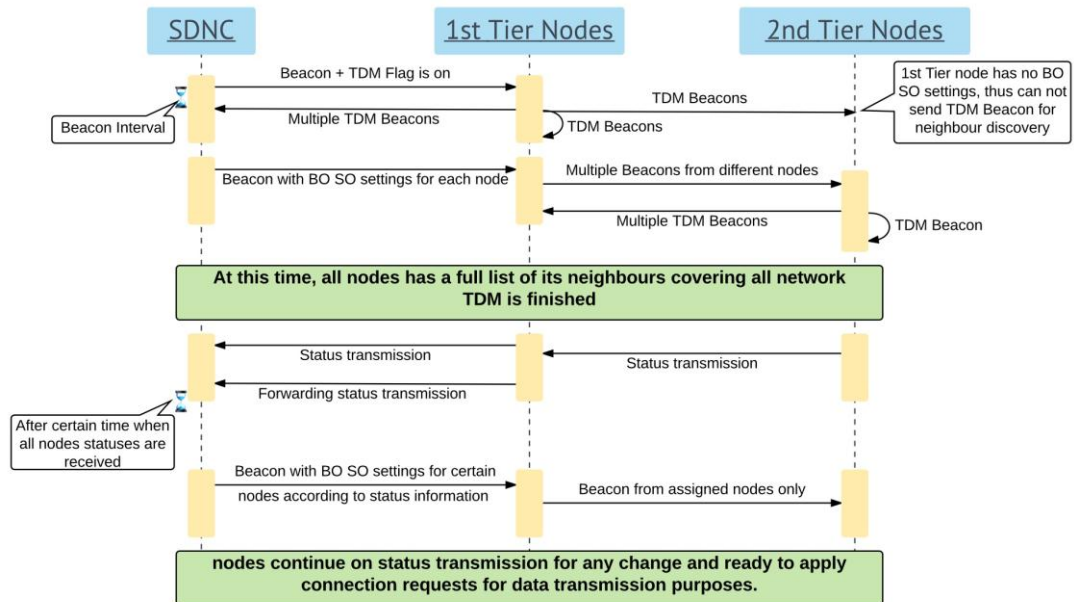 SDNC
1st Tier Nodes
2nd Tier Nodes
Beacon + TDM Flag is on
Multiple TDM Beacons
TDM Beacons
TDM Beacons
1st Tier node has no BO
SO settings, thus can not
send TDM Beacon for
neighbour discovery
Beacon Interval
Beacon with BO SO settings for each node
Multiple Beacons from different nodes
Multiple TDM Beacons
TDM Beacon
At this time, all nodes has a full list of its neighbours covering all network
TDM is finished
Status transmission
Status transmission
Forwarding status transmission
After certain time when
all nodes statuses are
received
Beacon with BO SO settings for certain
nodes according to status information
Beacon from assigned nodes only
nodes continue on status transmission for any change and ready to apply
connection requests for data transmission purposes.